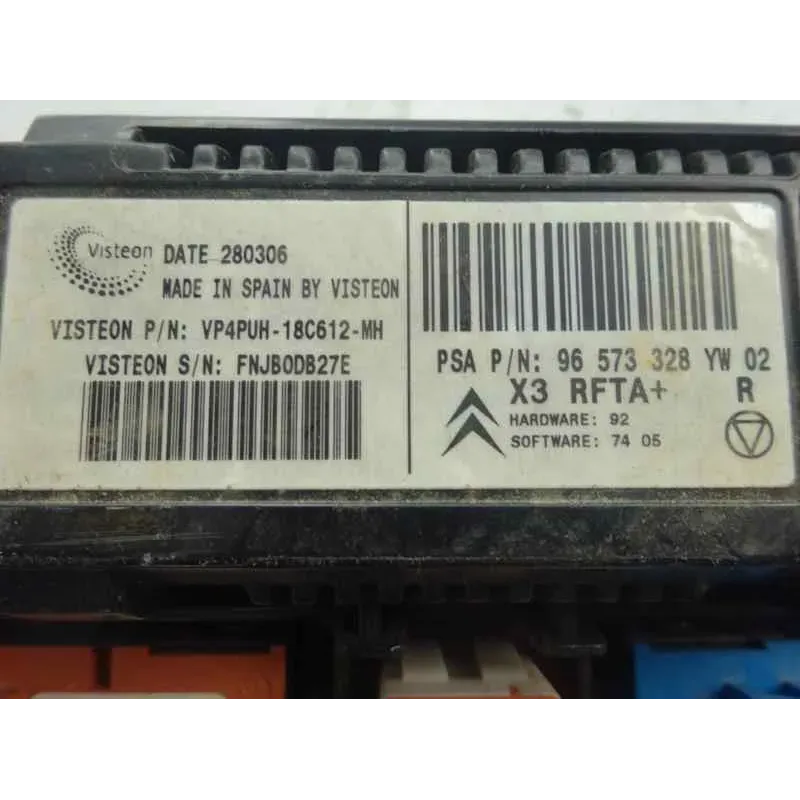 Visteon DATE 280306
MADE IN SPAIN BY VISTEON
VISTEON P/N: VP4PUH-18C612-MH
VISTEON S/N: FNJB0DB27E
PSA P/N: 96 573 328 YW 02
X3 RFTA+ R
HARDWARE: 92
SOFTWARE: 74 05